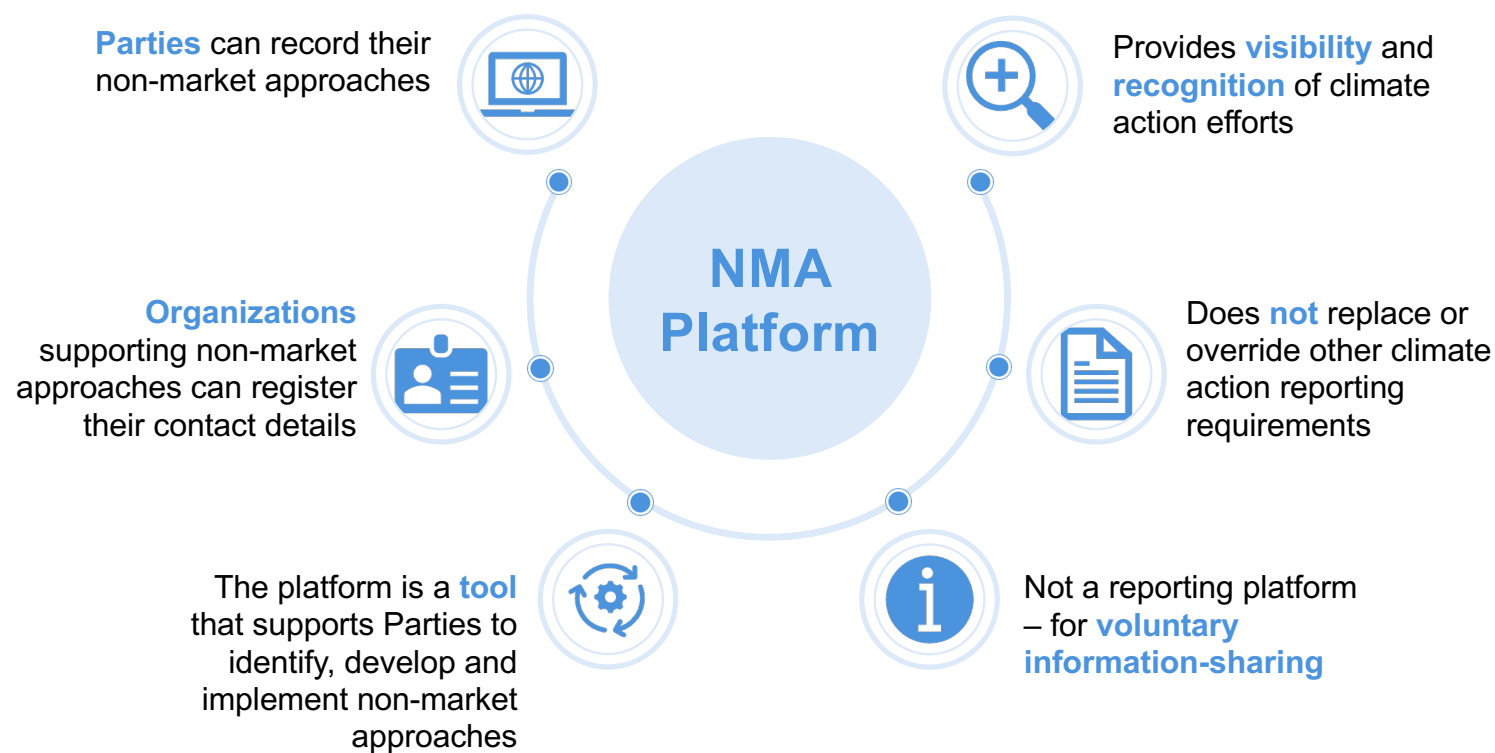 Parties can record their
non-market approaches
Provides visibility and
recognition of climate
action efforts
NMA
Platform
Organizations
supporting non-market
approaches can register
their contact details
Does not replace or
override other climate
action reporting
requirements
The platform is a tool
that supports Parties to
identify, develop and
implement non-market
approaches
Not a reporting platform
– for voluntary
information-sharing